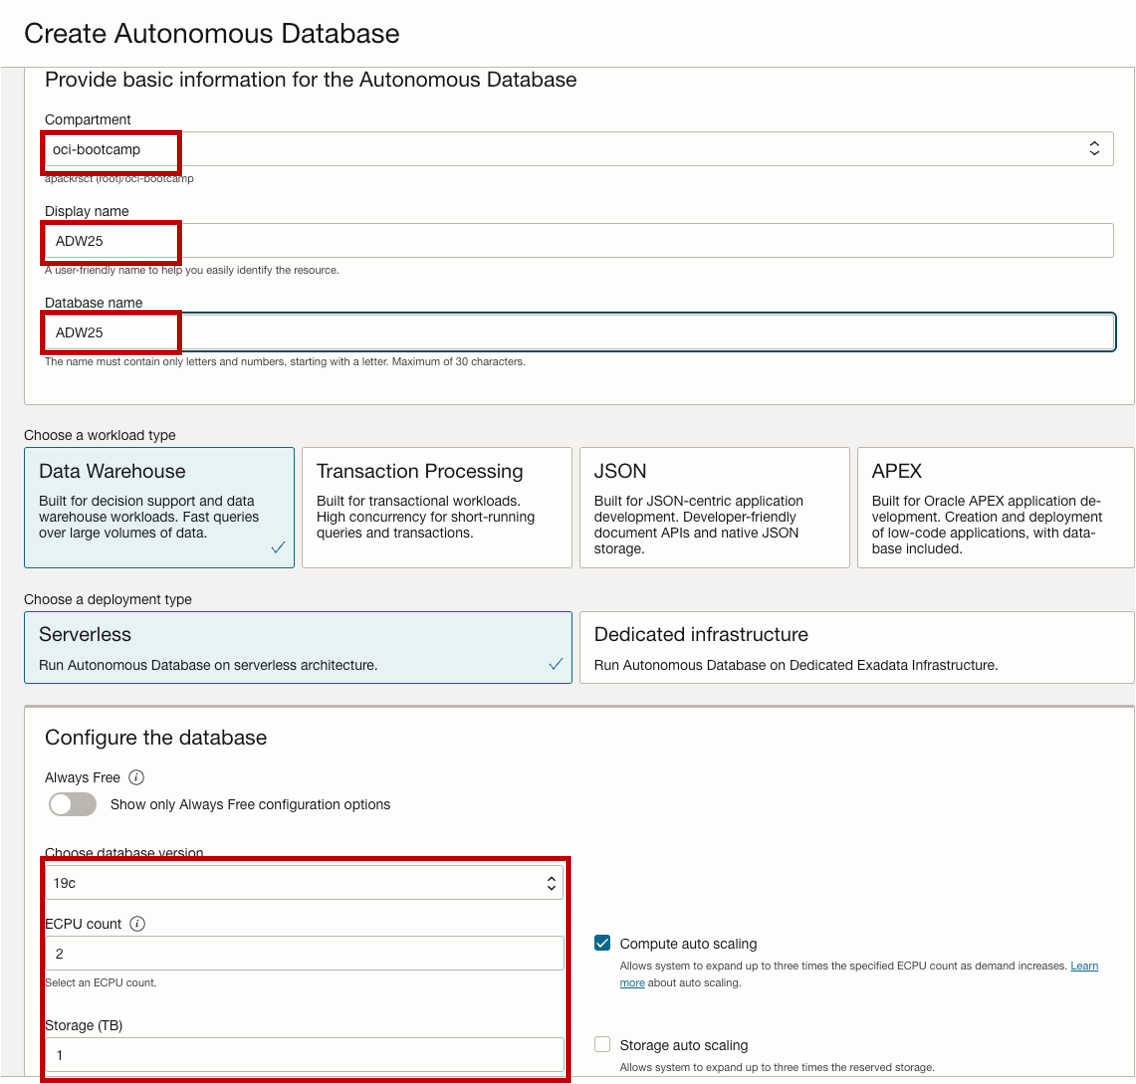 Create Autonomous Database
Provide basic information for the Autonomous Database
Compartment
oci-bootcamp
apackrsct (root)/oci-bootcamp
Display name
ADW25
A user-friendly name to help you easily identify the resource.
Database name
ADW25
The name must contain only letters and numbers, starting with a letter. Maximum of 30 characters.
Choose a workload type
Data Warehouse
Built for decision support and data
warehouse workloads. Fast queries
over large volumes of data.
Transaction Processing
Built for transactional workloads.
High concurrency for short-running
queries and transactions.
JSON
Built for JSON-centric application
development. Developer-friendly
document APIs and native JSON
storage.
APEX
Built for Oracle APEX application de-
velopment. Creation and deployment
of low-code applications, with data-
base included.
Choose a deployment type
Serverless
Run Autonomous Database on serverless architecture.
Dedicated infrastructure
Run Autonomous Database on Dedicated Exadata Infrastructure.
Configure the database
Always Free
Show only Always Free configuration options
Choose database version
19c
ECPU count
2
Select an ECPU count.
Compute auto scaling
Allows system to expand up to three times the specified ECPU count as demand increases. Learn
more about auto scaling.
Storage (TB)
1
Storage auto scaling
Allows system to expand up to three times the reserved storage.